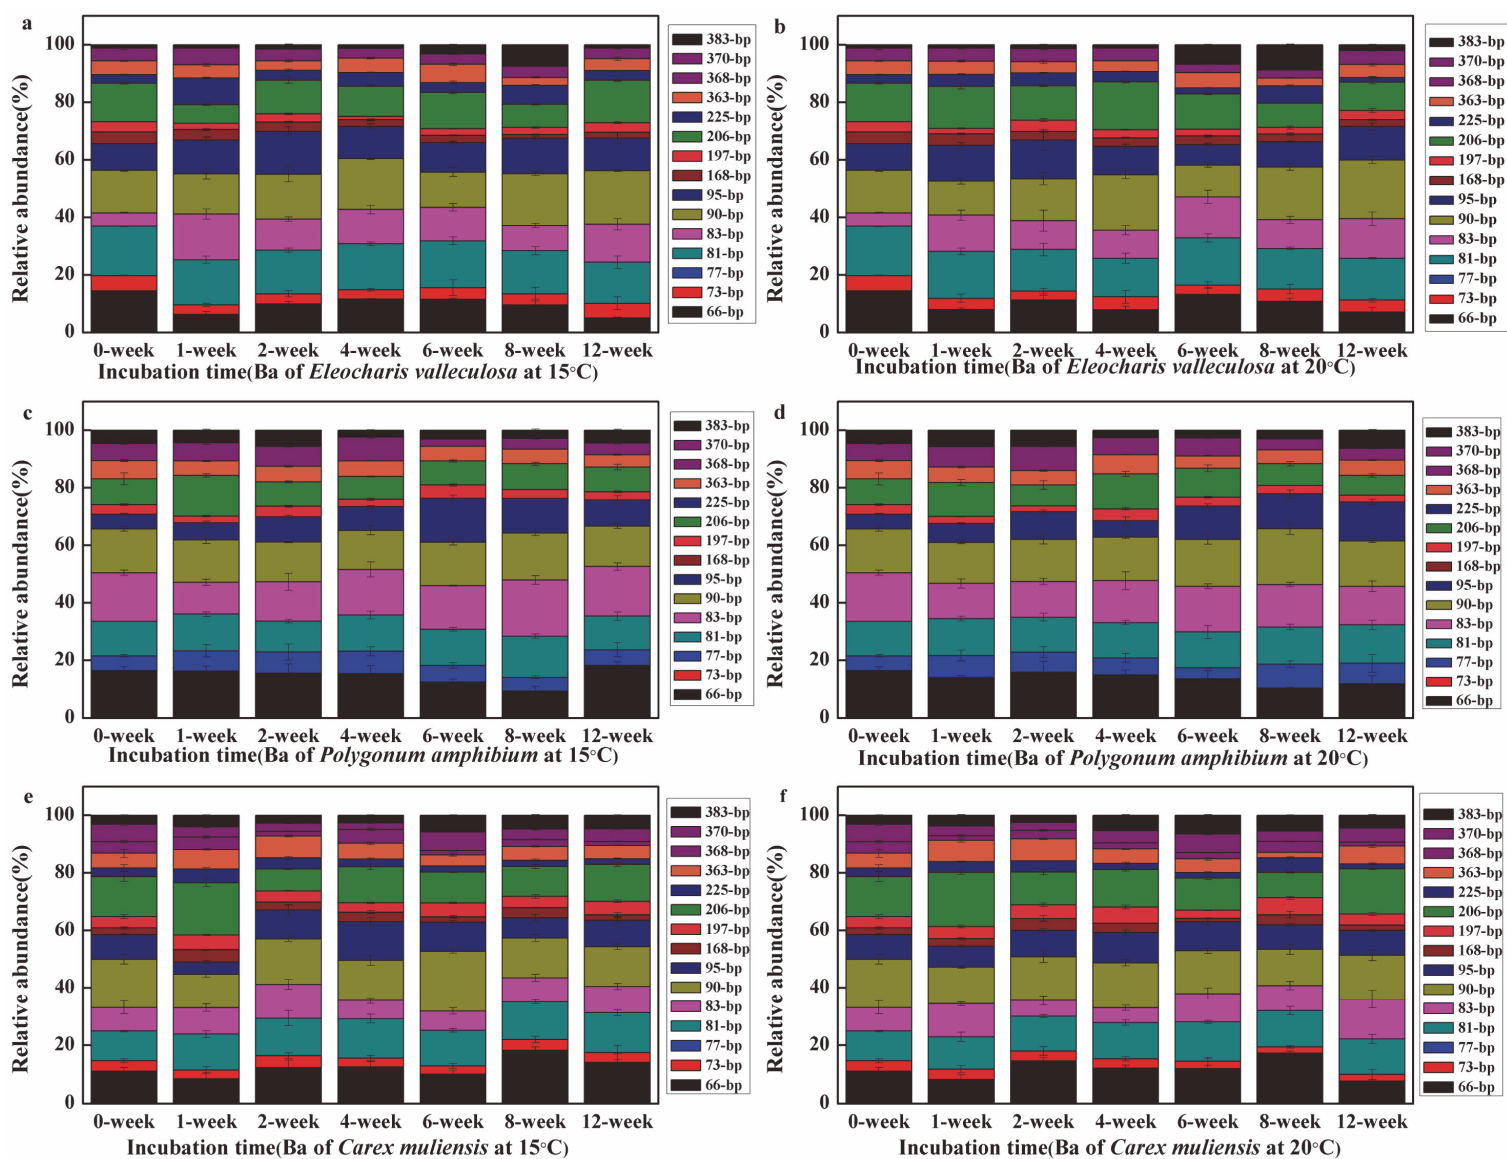 a
Relative abundance(%)
100
80
60
40
20
0
0-week 1-week 2-week 4-week 6-week 8-week 12-week
Incubation time(Ba of Eleocharis valleculosa at 15°C)
383-bp
370-bp
368-bp
363-bp
225-bp
206-bp
197-bp
168-bp
95-bp
90-bp
83-bp
81-bp
77-bp
73-bp
66-bp
b
Relative abundance(%)
100
80
60
40
20
0
0-week 1-week 2-week 4-week 6-week 8-week 12-week
Incubation time(Ba of Eleocharis valleculosa at 20°C)
383-bp
370-bp
368-bp
363-bp
225-bp
206-bp
197-bp
168-bp
95-bp
90-bp
83-bp
81-bp
77-bp
73-bp
66-bp
c
Relative abundance(%)
100
80
60
40
20
0
0-week 1-week 2-week 4-week 6-week 8-week 12-week
Incubation time(Ba of Polygonum amphibium at 15°C)
383-bp
370-bp
368-bp
363-bp
225-bp
206-bp
197-bp
168-bp
95-bp
90-bp
83-bp
81-bp
77-bp
73-bp
66-bp
d
Relative abundance(%)
100
80
60
40
20
0
0-week 1-week 2-week 4-week 6-week 8-week 12-week
Incubation time(Ba of Polygonum amphibium at 20°C)
383-bp
370-bp
368-bp
363-bp
225-bp
206-bp
197-bp
168-bp
95-bp
90-bp
83-bp
81-bp
77-bp
73-bp
66-bp
e
Relative abundance(%)
100
80
60
40
20
0
0-week 1-week 2-week 4-week 6-week 8-week 12-week
Incubation time(Ba of Carex muliensis at 15°C)
383-bp
370-bp
368-bp
363-bp
225-bp
206-bp
197-bp
168-bp
95-bp
90-bp
83-bp
81-bp
77-bp
73-bp
66-bp
f
Relative abundance(%)
100
80
60
40
20
0
0-week 1-week 2-week 4-week 6-week 8-week 12-week
Incubation time(Ba of Carex muliensis at 20°C)
383-bp
370-bp
368-bp
363-bp
225-bp
206-bp
197-bp
168-bp
95-bp
90-bp
83-bp
81-bp
77-bp
73-bp
66-bp